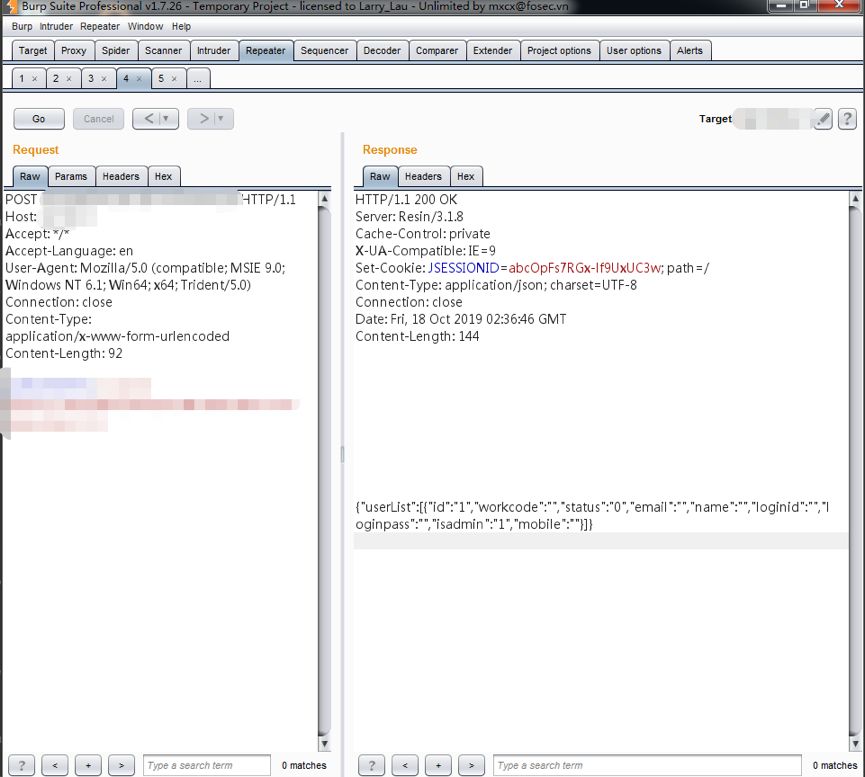 Burp Suite Professional v1.7.26 - Temporary Project - licensed to Larry_Lau - Unlimited by mxcx@fosec.vn
Burp Intruder Repeater Window Help
Target Proxy Spider Scanner Intruder Repeater Sequencer Decoder Comparer Extender Project options User options Alerts
1 × 2 × 3 × 4 × 5 × ...
Go Cancel < > Target ?
Request
Raw Params Headers Hex
POST HTTP/1.1
Host:
Accept: */*
Accept-Language: en
User-Agent: Mozilla/5.0 (compatible; MSIE 9.0;
Windows NT 6.1; Win64; x64; Trident/5.0)
Connection: close
Content-Type:
application/x-www-form-urlencoded
Content-Length: 92
? < + > Type a search term 0 matches
Response
Raw Headers Hex
HTTP/1.1 200 OK
Server: Resin/3.1.8
Cache-Control: private
X-UA-Compatible: IE=9
Set-Cookie: JSESSIONID=abcOpFs7RGx-If9UxUC3w; path=/
Content-Type: application/json; charset=UTF-8
Connection: close
Date: Fri, 18 Oct 2019 02:36:46 GMT
Content-Length: 144
{"userList":[{"id":"1","workcode":"","status":"0","email":"","name":"","loginid":"","l
oginpass":"","isadmin":"1","mobile":""}]}
? < + > Type a search term 0 matches